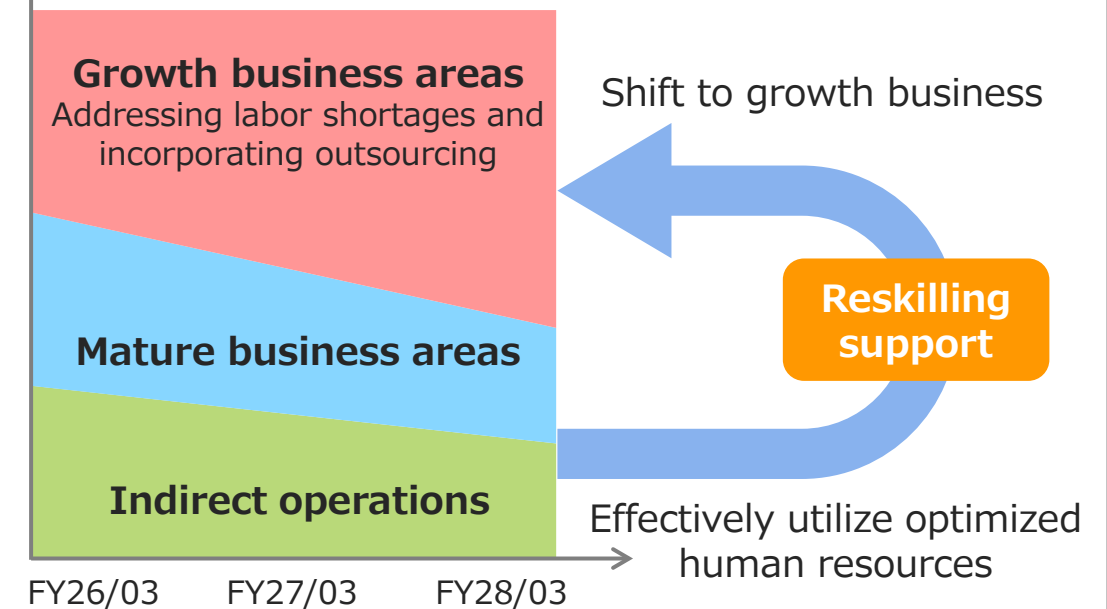 Growth business areas
Addressing labor shortages and
incorporating outsourcing
Shift to growth business
Reskilling
support
Mature business areas
Indirect operations
Effectively utilize optimized
human resources
FY26/03
FY27/03
FY28/03